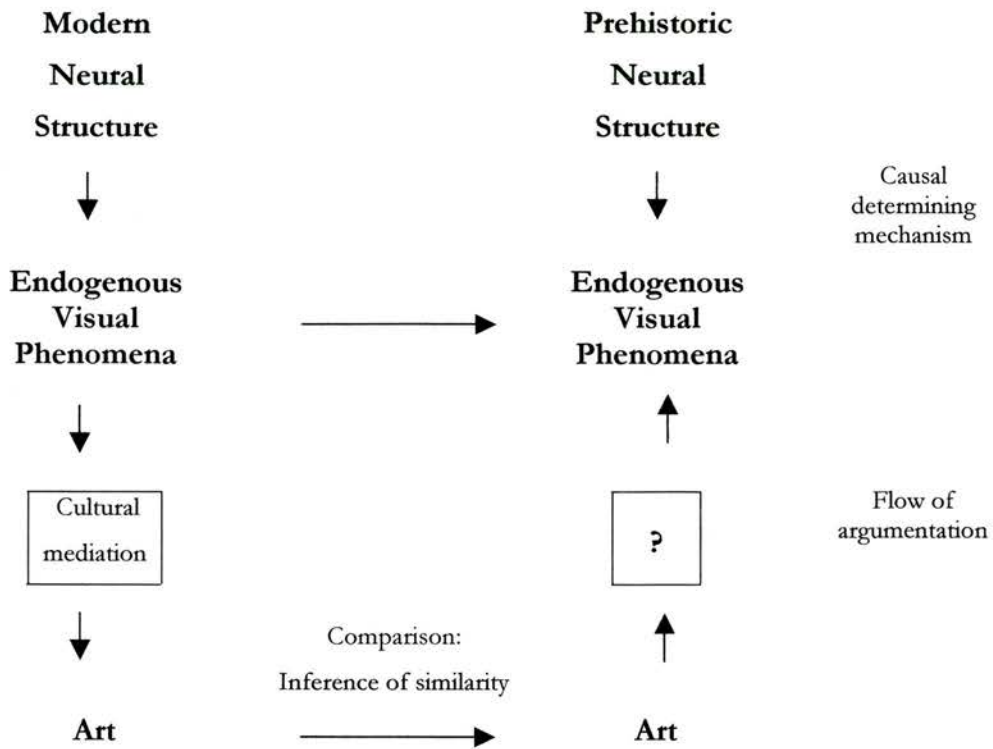 Modern
Neural
Structure
Prehistoric
Neural
Structure
Causal
determining
mechanism
Endogenous
Visual
Phenomena
Endogenous
Visual
Phenomena
Cultural
mediation
?
Flow of
argumentation
Comparison:
Inference of similarity
Art
Art